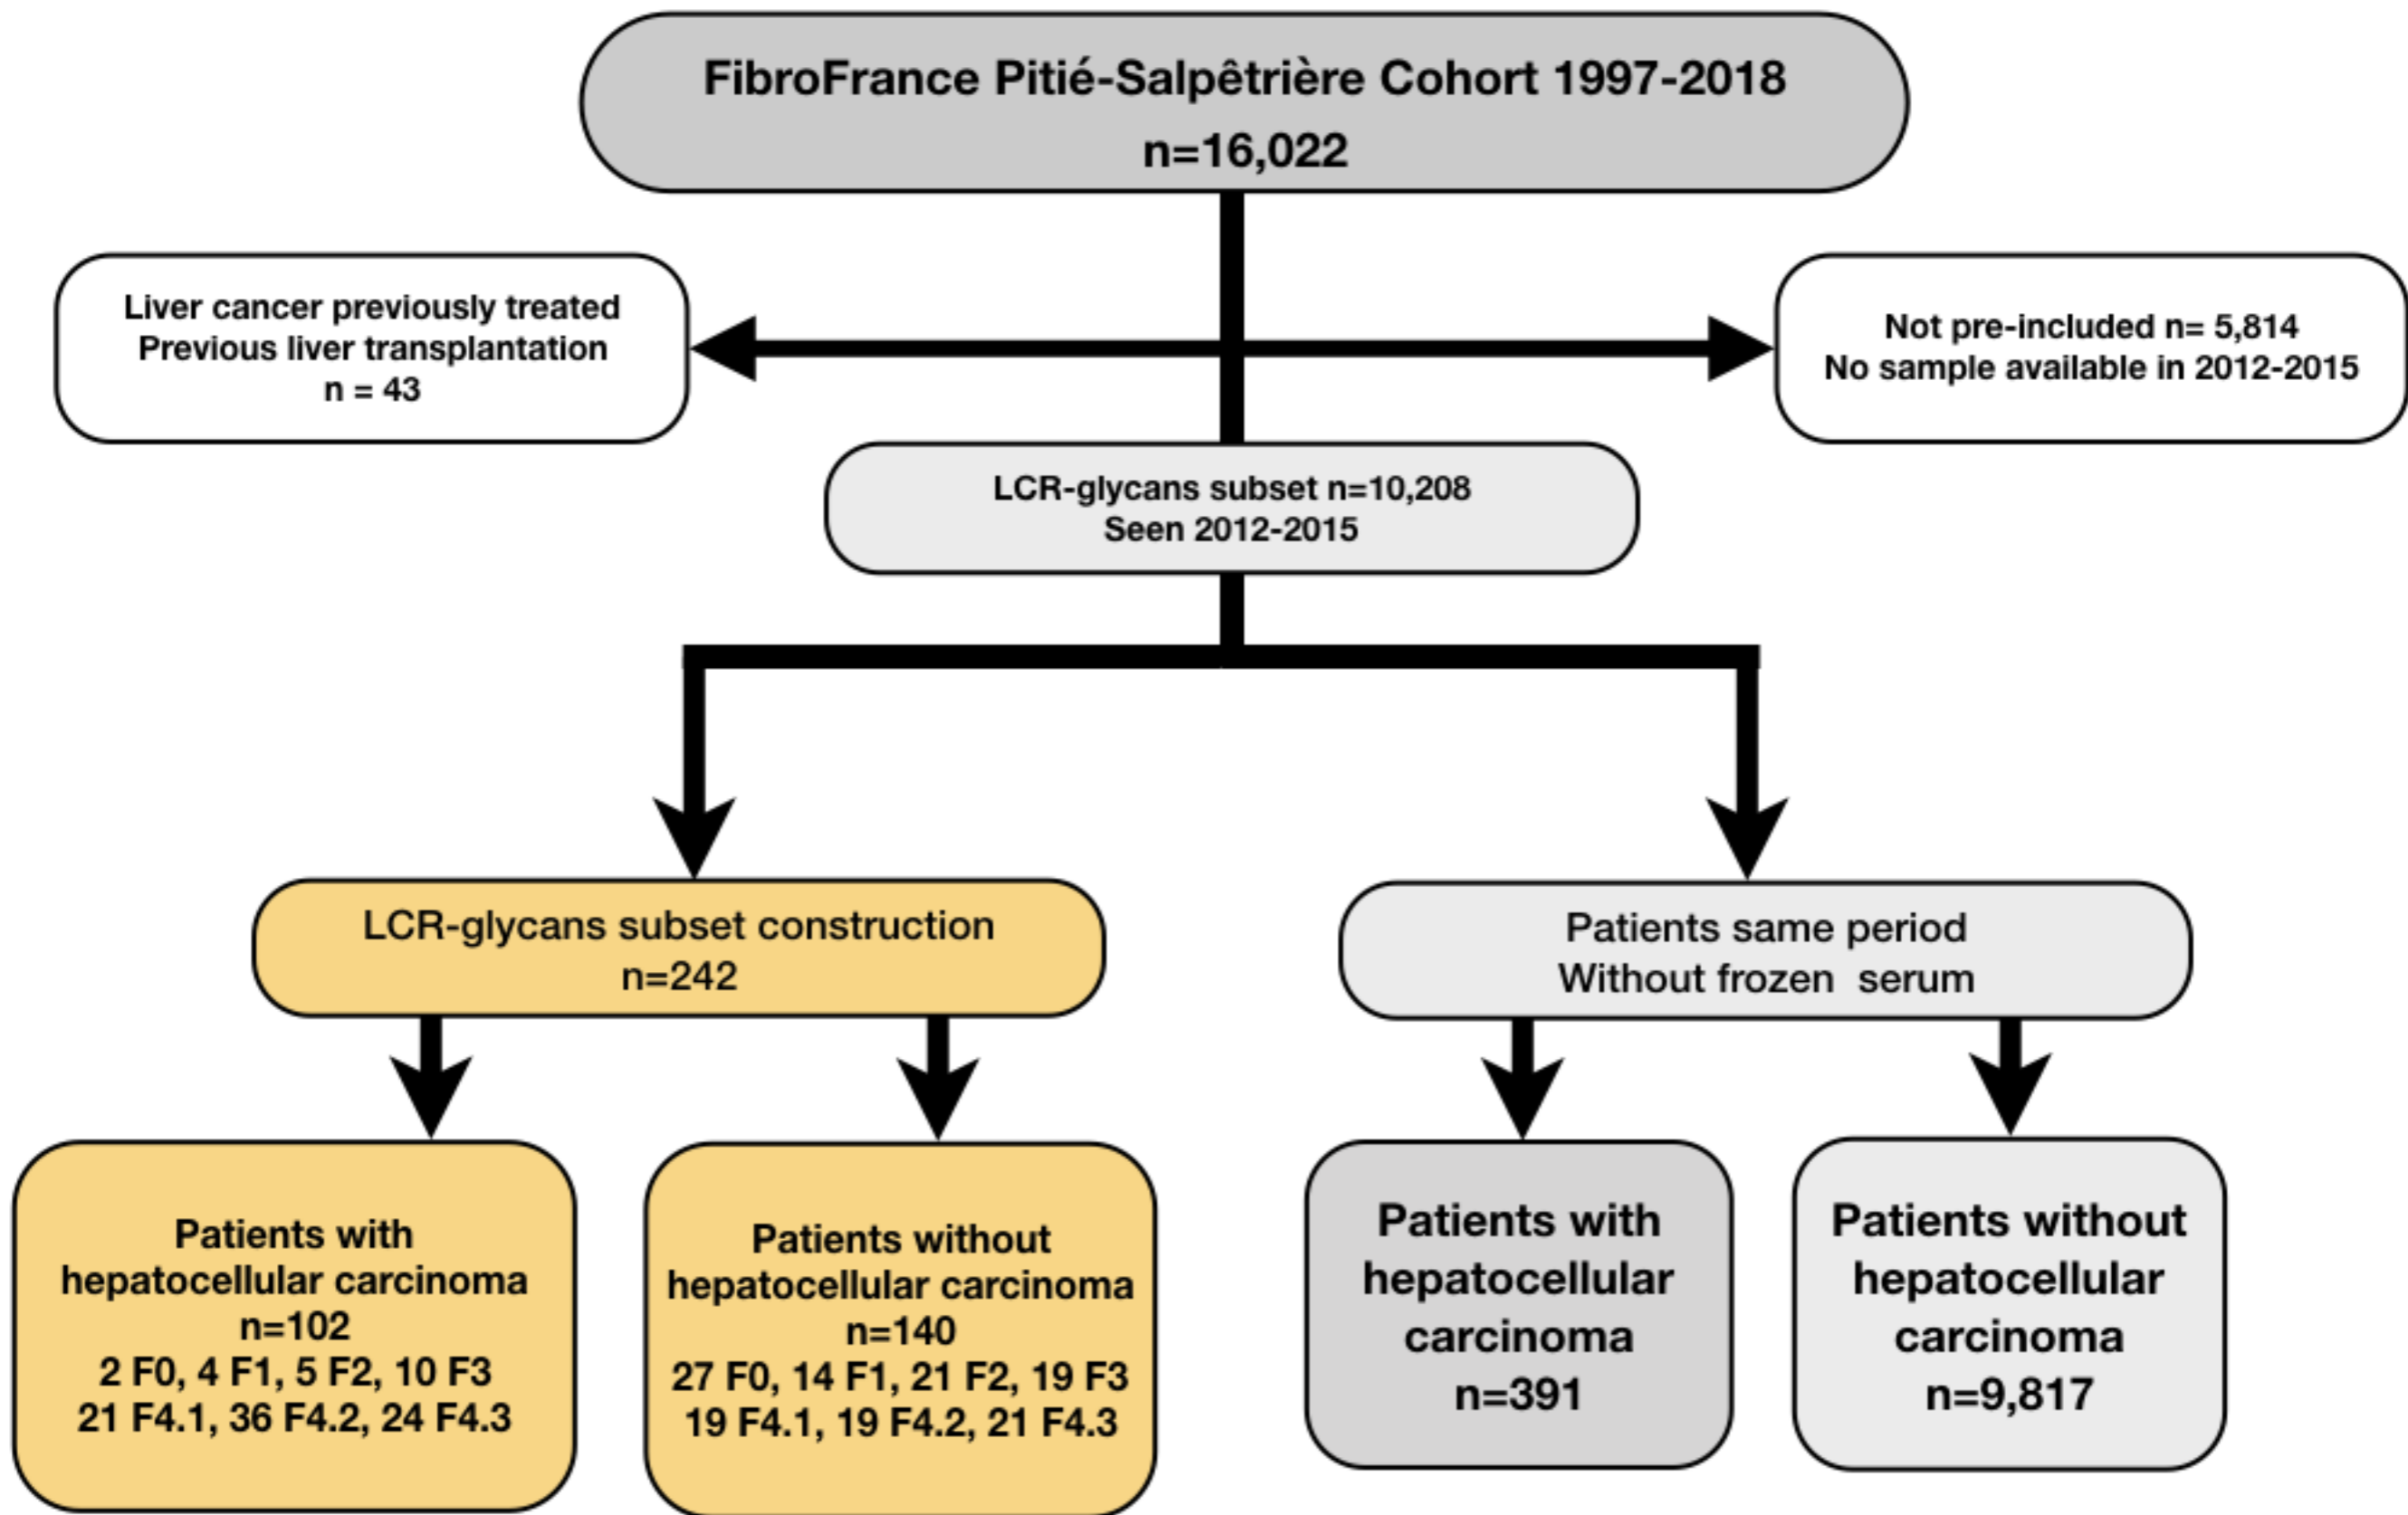 FibroFrance Pitié-Salpêtrière Cohort 1997-2018
n=16,022
Liver cancer previously treated
Previous liver transplantation
n = 43
Not pre-included n= 5,814
No sample available in 2012-2015
LCR-glycans subset n=10,208
Seen 2012-2015
LCR-glycans subset construction
n=242
Patients same period
Without frozen  serum
Patients with
hepatocellular carcinoma
n=102
2 F0, 4 F1, 5 F2, 10 F3
21 F4.1, 36 F4.2, 24 F4.3
Patients without
hepatocellular carcinoma
n=140
27 F0, 14 F1, 21 F2, 19 F3
19 F4.1, 19 F4.2, 21 F4.3
Patients with
hepatocellular
carcinoma
n=391
Patients without
hepatocellular
carcinoma
n=9,817